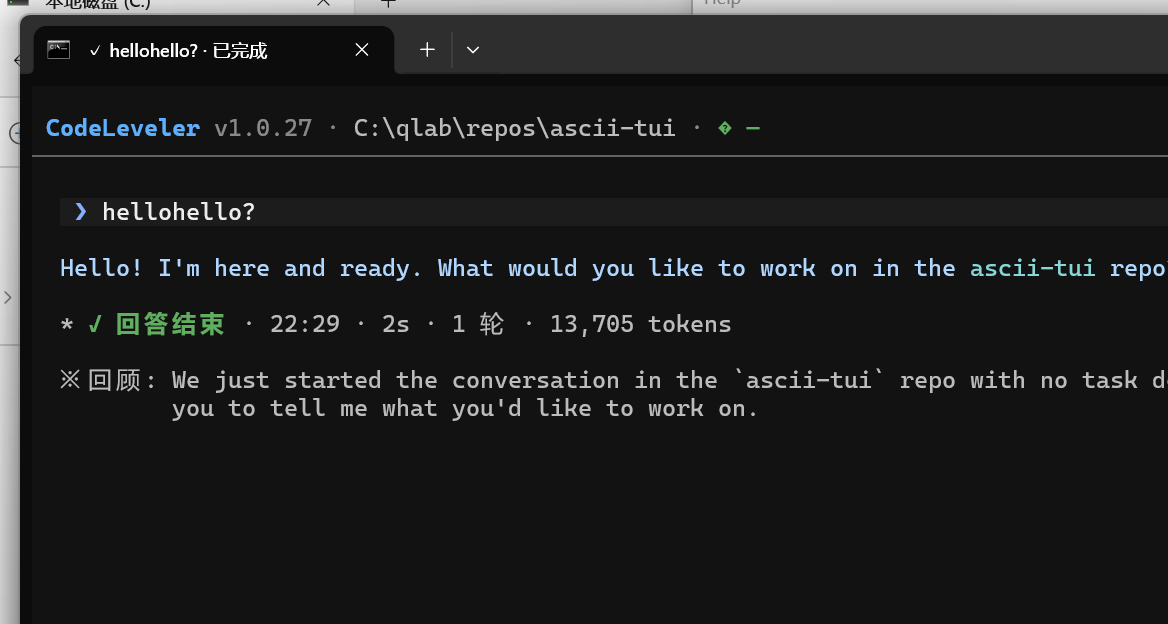 本地磁盘 (C:)
Help
✓ hellohello? · 已完成
CodeLeveler v1.0.27 · C:\qlab\repos\ascii-tui · � —
❯ hellohello?
Hello! I'm here and ready. What would you like to work on in the ascii-tui repo
* ✓ 回答结束 · 22:29 · 2s · 1 轮 · 13,705 tokens
※ 回顾: We just started the conversation in the `ascii-tui` repo with no task d
you to tell me what you'd like to work on.